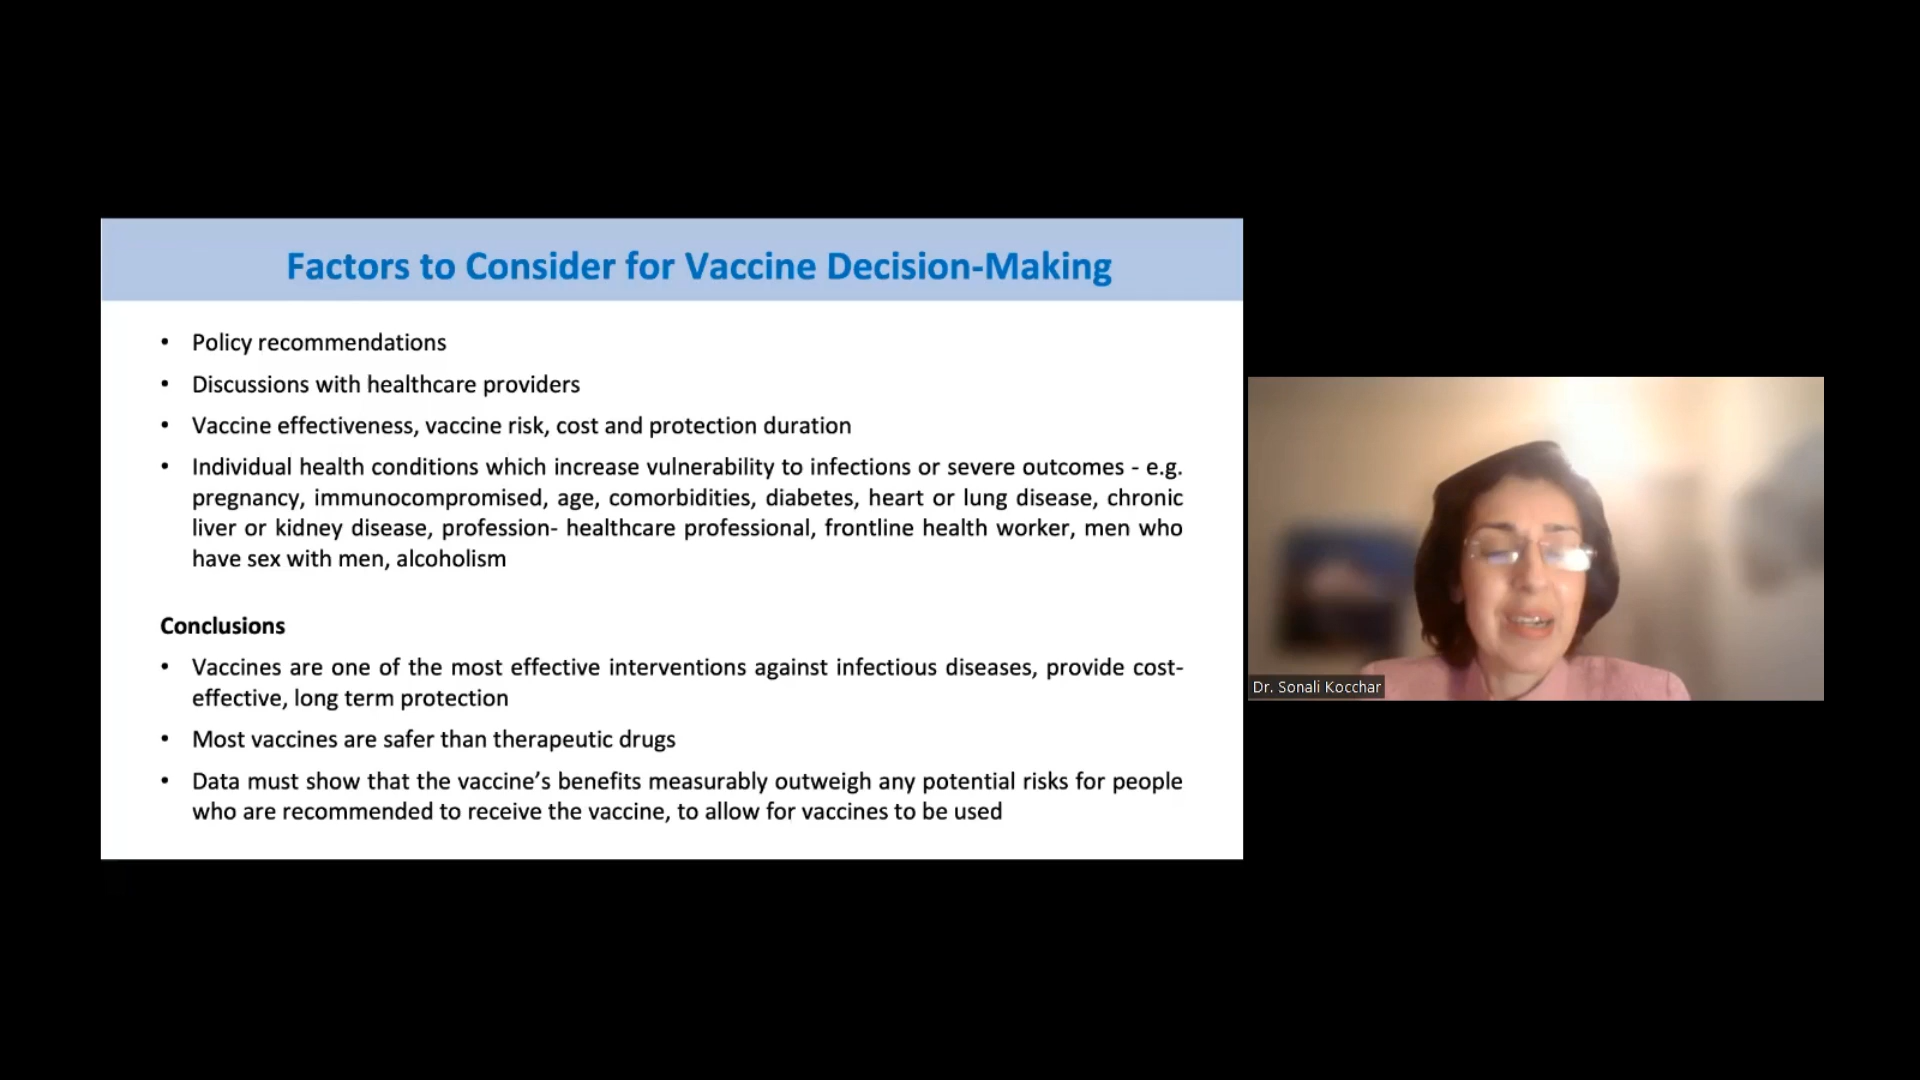 Factors to Consider for Vaccine Decision-Making
• Policy recommendations
• Discussions with healthcare providers
• Vaccine effectiveness, vaccine risk, cost and protection duration
• Individual health conditions which increase vulnerability to infections or severe outcomes - e.g.
pregnancy, immunocompromised, age, comorbidities, diabetes, heart or lung disease, chronic
liver or kidney disease, profession- healthcare professional, frontline health worker, men who
have sex with men, alcoholism
Conclusions
• Vaccines are one of the most effective interventions against infectious diseases, provide cost-
effective, long term protection
• Most vaccines are safer than therapeutic drugs
• Data must show that the vaccine’s benefits measurably outweigh any potential risks for people
who are recommended to receive the vaccine, to allow for vaccines to be used
Dr. Sonali Kocchar